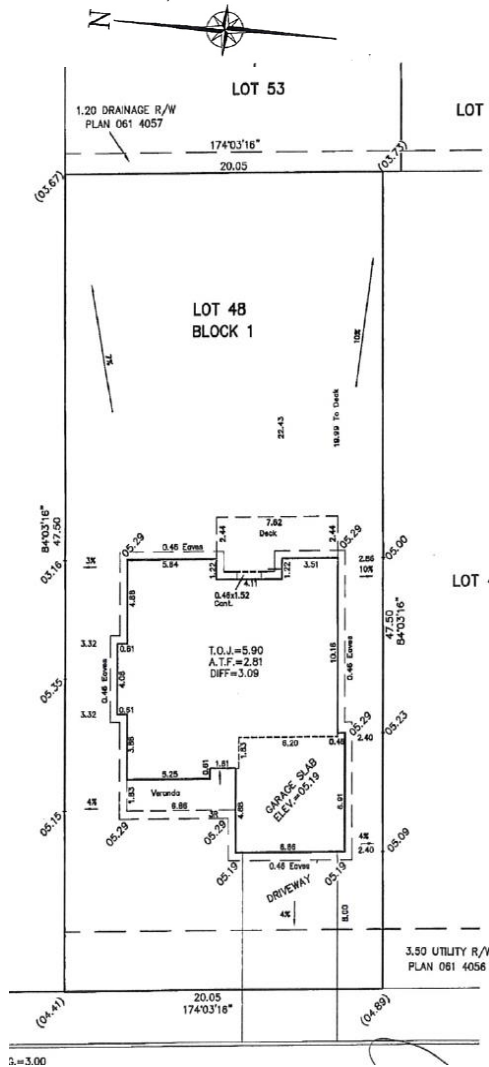 N
LOT 53
LOT
1.20 DRAINAGE R/W
PLAN 061 4057
174°03'16"
20.05
(03.67)
(03.73)
LOT 48
BLOCK 1
7%
10%
22.43
19.99 To Deck
84°03'16"
47.50
7.62
Deck
2.44
2.44
05.29
05.29
0.46 Eaves
05.00
03.16
3%
5.84
1.22
4.11
1.22
3.51
2.86
10%
0.46x1.52
Cant.
4.88
LOT
47.50
84°03'16"
3.32
0.61
T.O.J.=5.90
A.T.F.=2.81
DIFF=3.09
10.16
0.46 Eaves
0.46 Eaves
4.06
05.35
3.32
0.51
05.29
05.23
2.40
0.46
6.20
1.83
3.86
GARAGE SLAB
ELEV.=05.19
5.25
0.61
1.61
Veranda
1.83
6.86
4.66
6.91
05.15
4%
05.29
05.29
4%
05.09
2.40
6.86
05.19
05.19
0.46 Eaves
DRIVEWAY
4%
8.00
3.50 UTILITY R/W
PLAN 061 4056
20.05
174°03'16"
(04.41)
(04.89)
G.=3.00